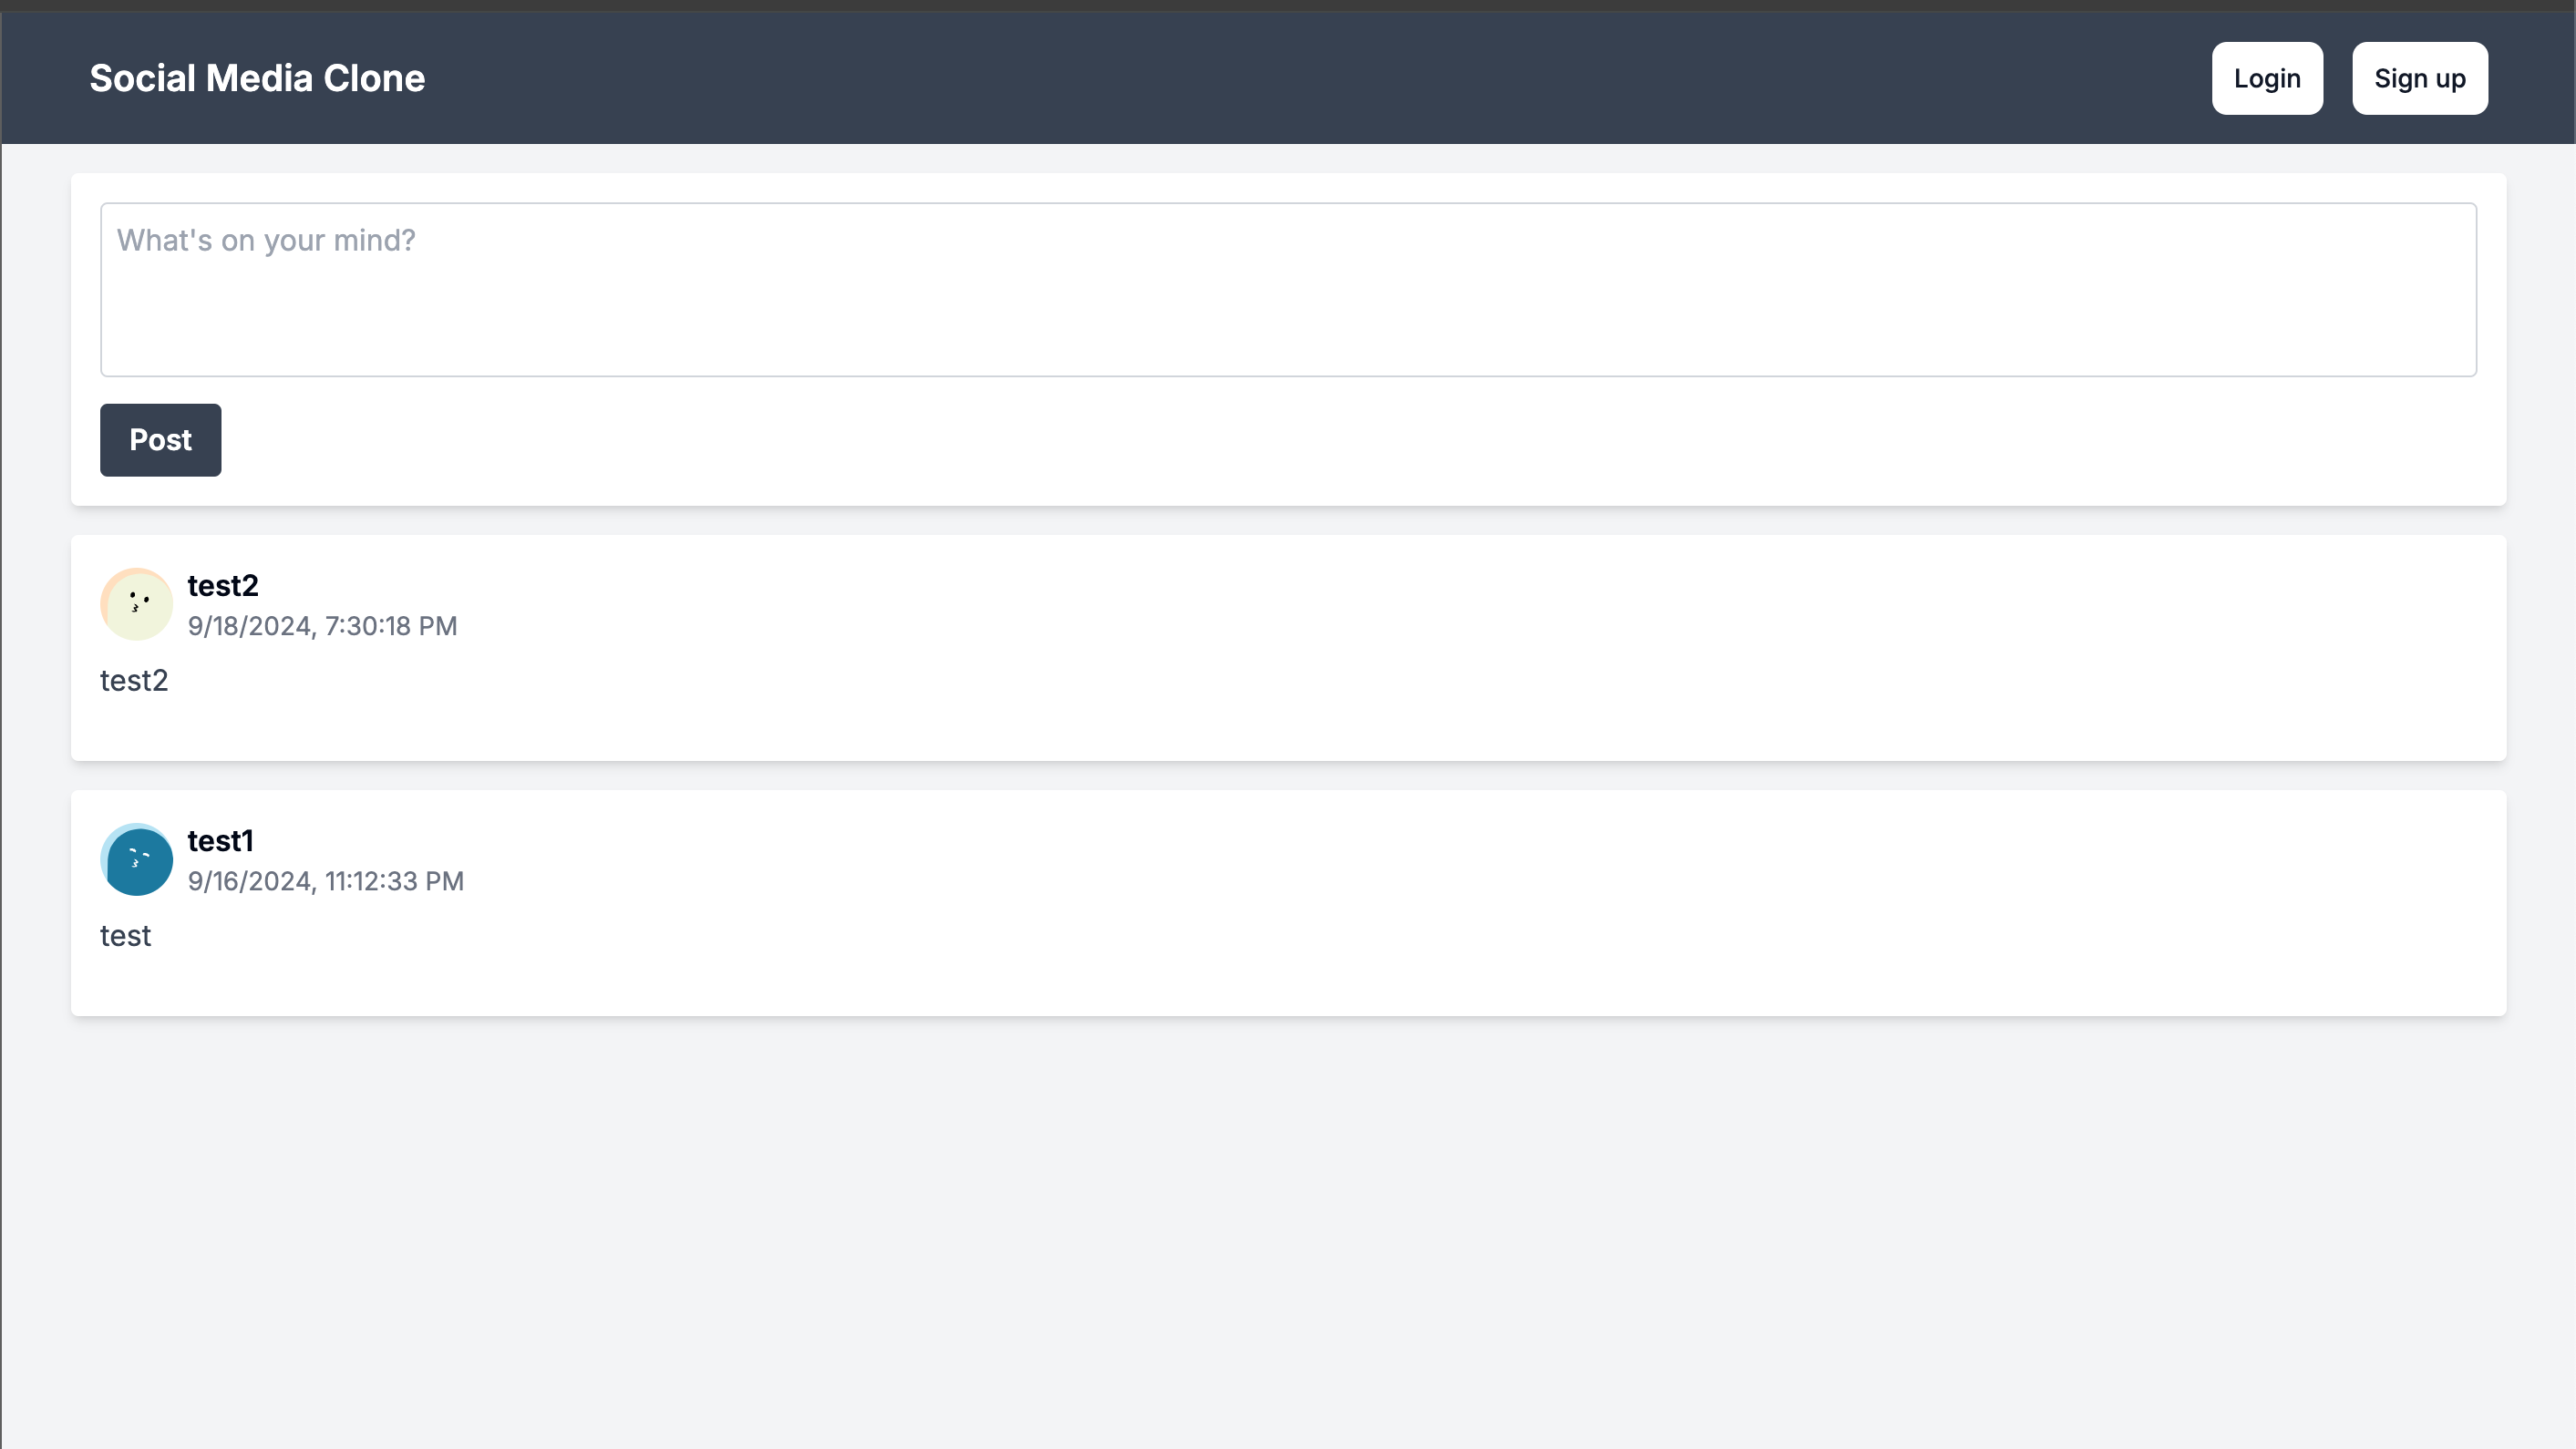 Social Media Clone
Login
Sign up
What's on your mind?
Post
test2
9/18/2024, 7:30:18 PM
test2
test1
9/16/2024, 11:12:33 PM
test